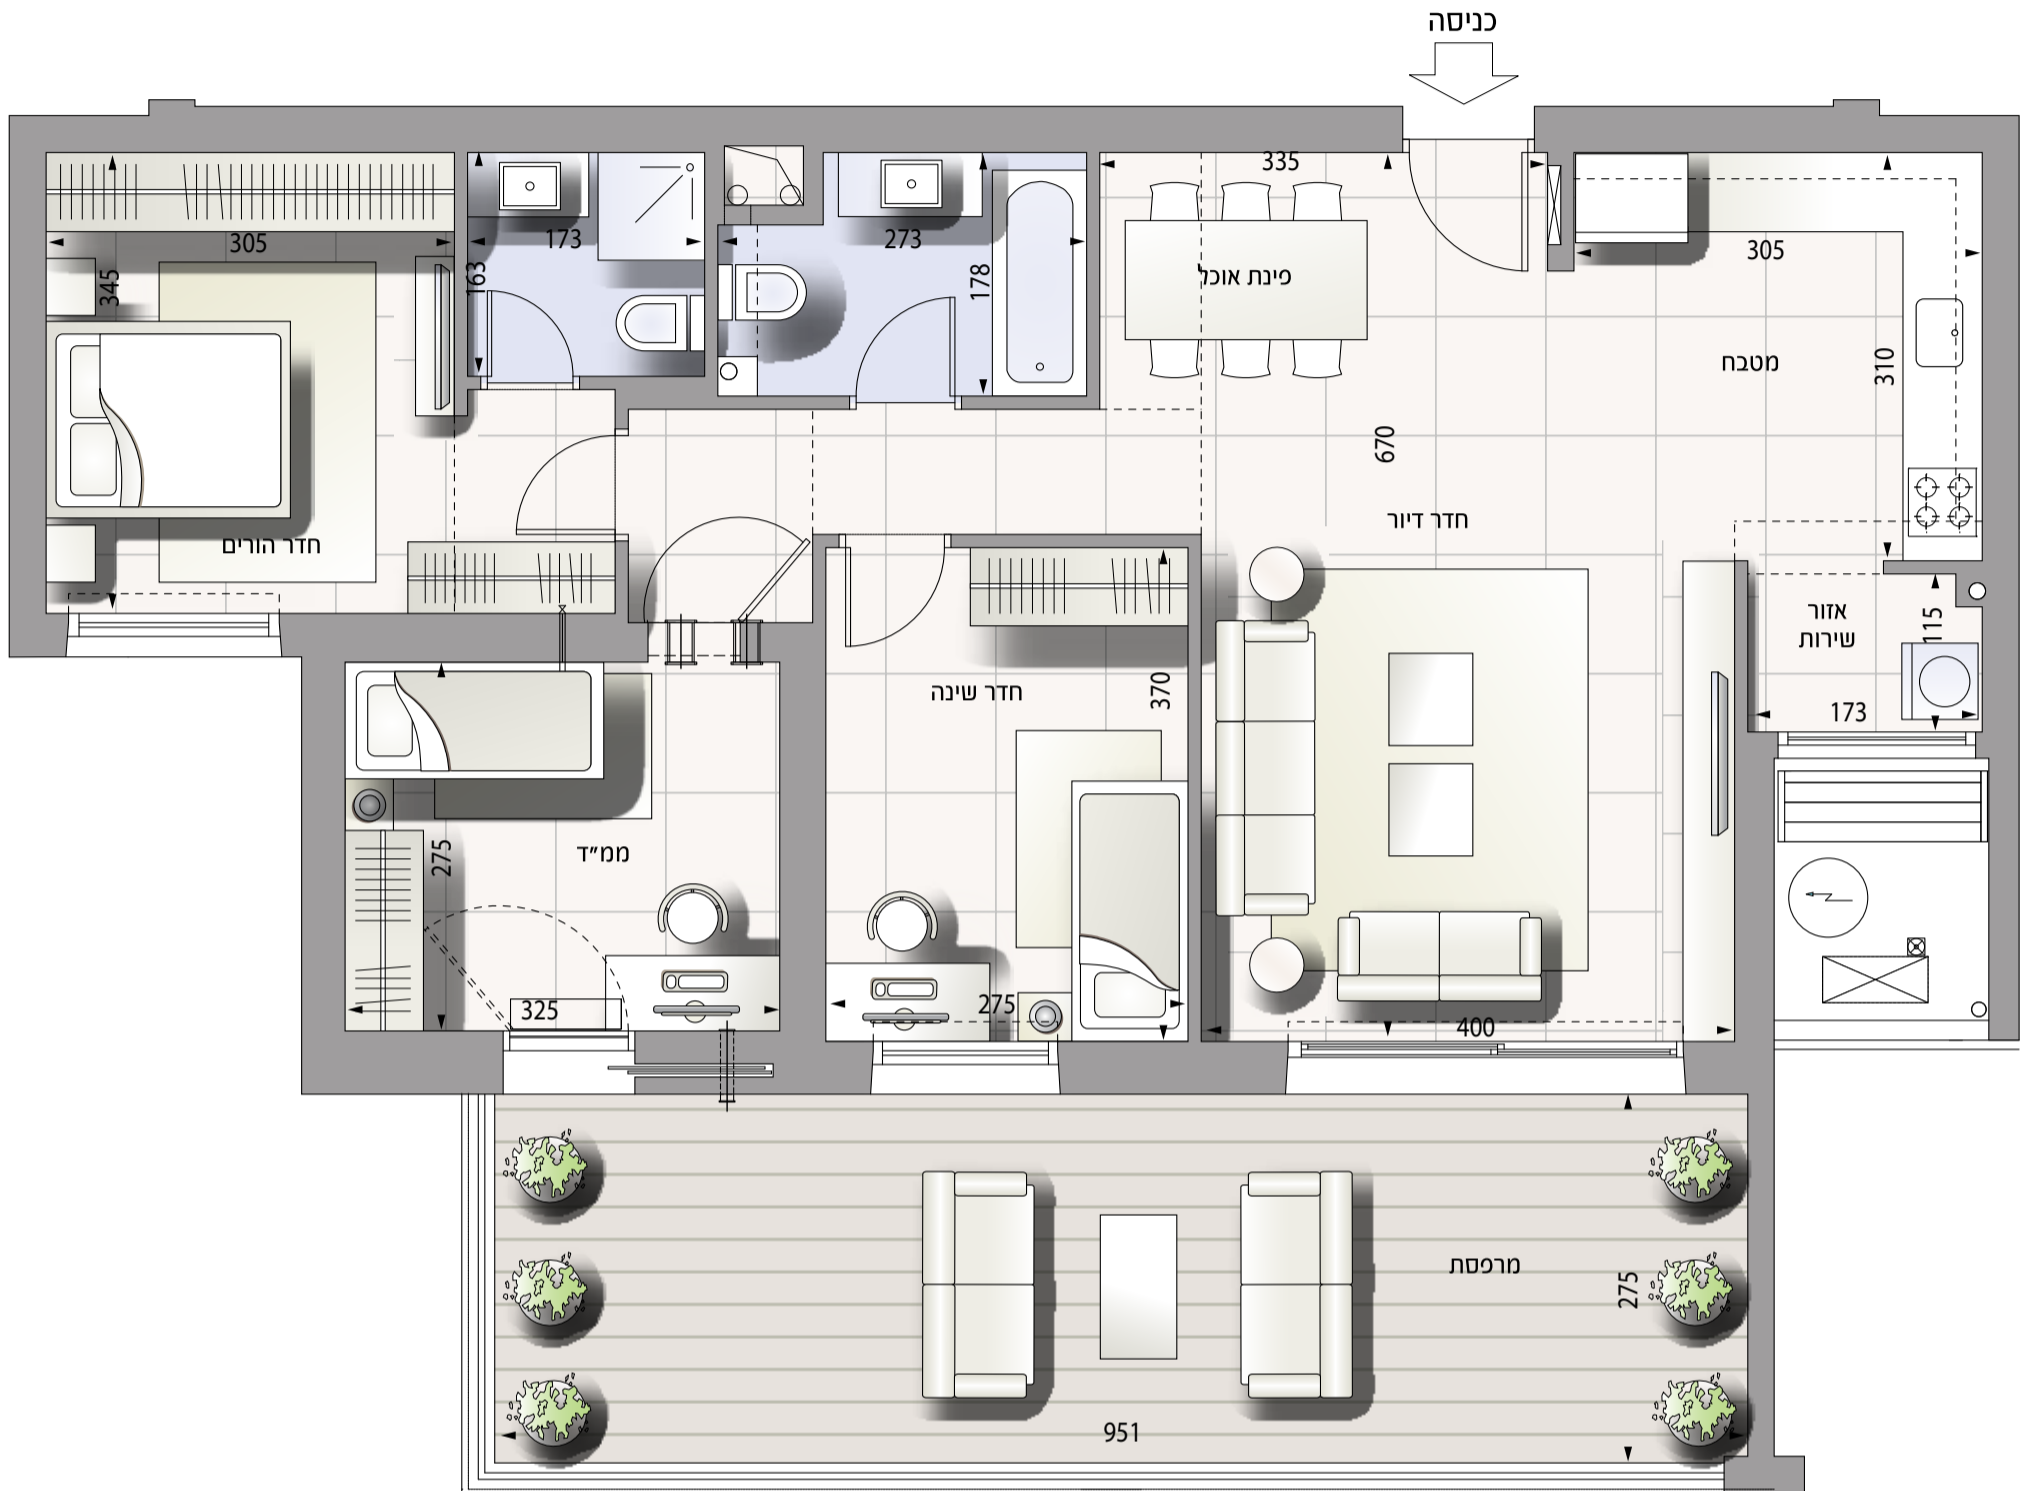 כניסה
335
305
173
273
305
345
163
178
פינת אוכל
מטבח
310
670
חדר דיור
חדר הורים
אזור
שירות
115
173
חדר שינה
370
ממ״ד
275
325
275
400
מרפסת
275
951